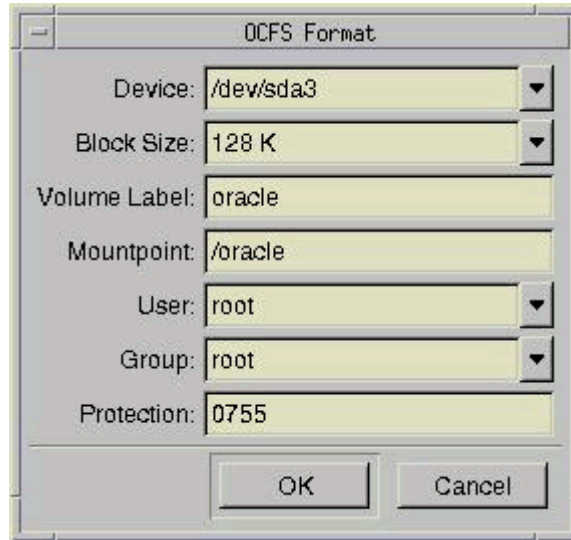 OCFS Format
Device: /dev/sda3
Block Size: 128 K
Volume Label: oracle
Mountpoint: /oracle
User: root
Group: root
Protection: 0755
OK Cancel